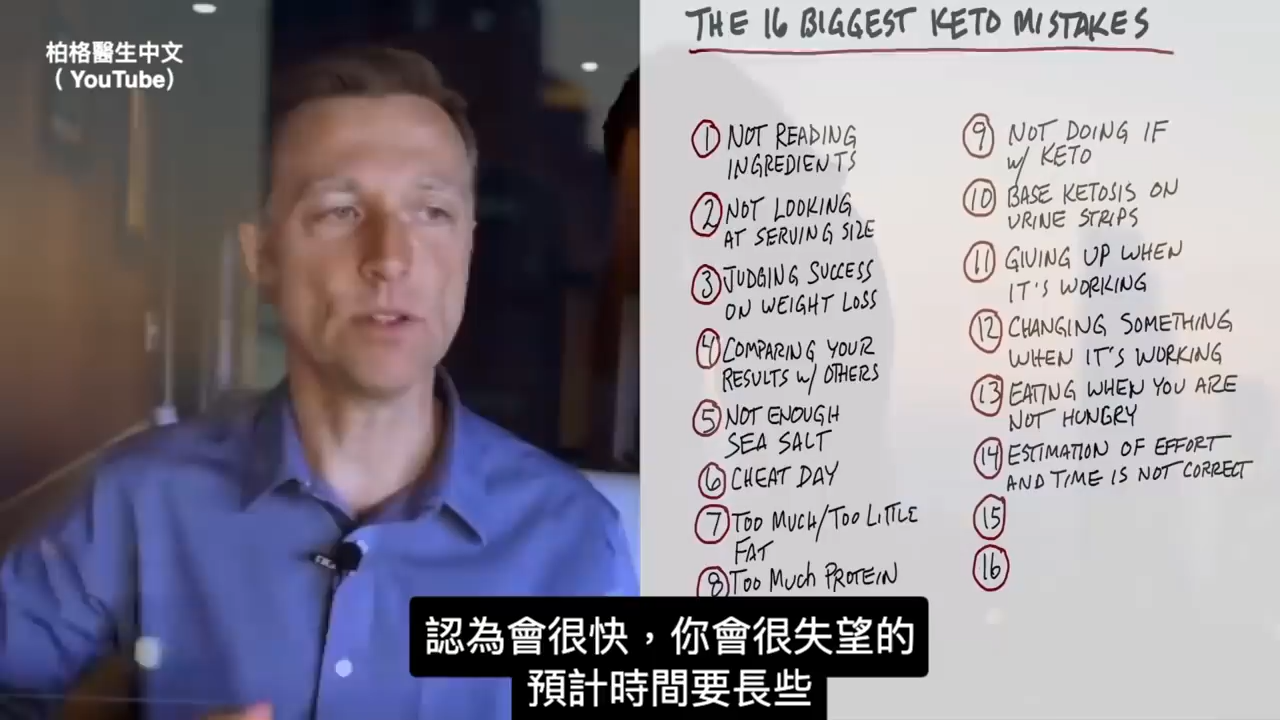 柏格醫生中文
（YouTube）
THE 16 BIGGEST KETO MISTAKES
1 NOT READING
INGREDIENTS
2 NOT LOOKING
AT SERVING SIZE
3 JUDGING SUCCESS
ON WEIGHT LOSS
4 COMPARING YOUR
RESULTS w/ OTHERS
5 NOT ENOUGH
SEA SALT
6 CHEAT DAY
7 TOO MUCH/TOO LITTLE
FAT
8 TOO MUCH PROTEIN
9 NOT DOING IF
w/ KETO
10 BASE KETOSIS ON
URINE STRIPS
11 GIVING UP WHEN
IT'S WORKING
12 CHANGING SOMETHING
WHEN IT'S WORKING
13 EATING WHEN YOU ARE
NOT HUNGRY
14 ESTIMATION OF EFFORT
AND TIME IS NOT CORRECT
15
16
認為會很快，你會很失望的
預計時間要長些